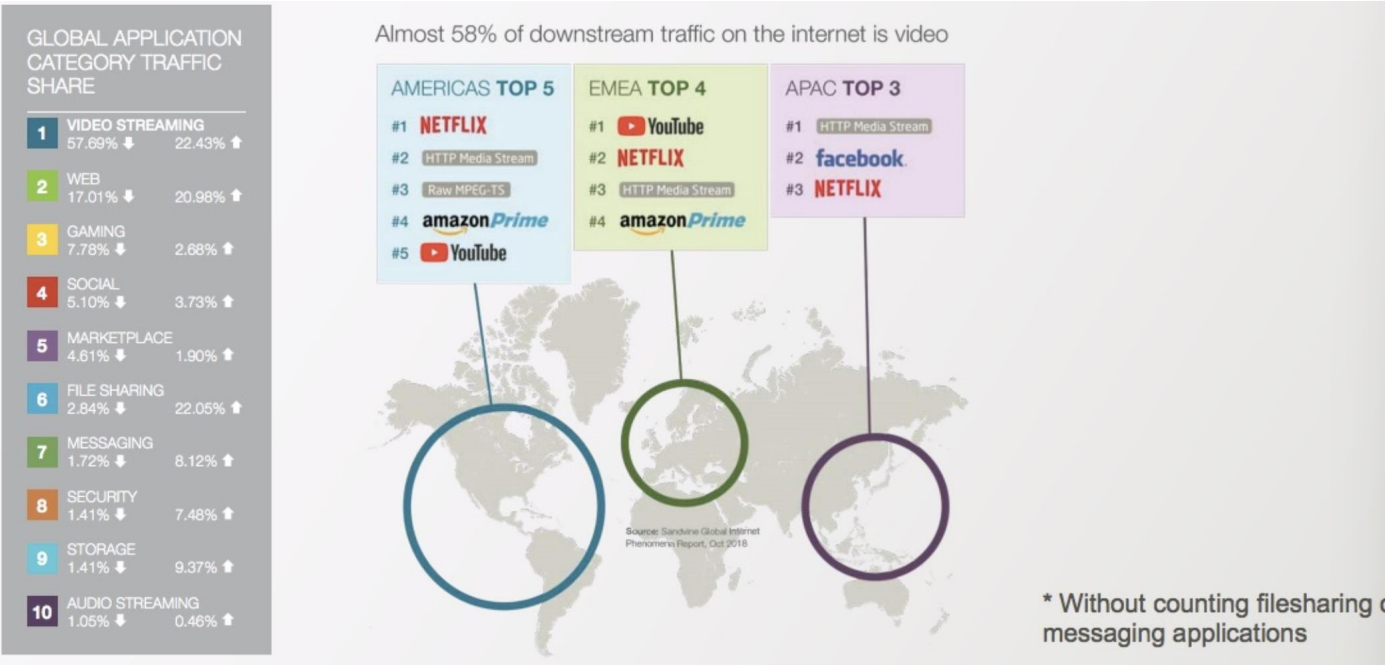 GLOBAL APPLICATION
CATEGORY TRAFFIC
SHARE
1 VIDEO STREAMING
57.69% 22.43%
2 WEB
17.01% 20.98%
3 GAMING
7.78% 2.68%
4 SOCIAL
5.10% 3.73%
5 MARKETPLACE
4.61% 1.90%
6 FILE SHARING
2.84% 22.05%
7 MESSAGING
1.72% 8.12%
8 SECURITY
1.41% 7.48%
9 STORAGE
1.41% 9.37%
10 AUDIO STREAMING
1.05% 0.46%
Almost 58% of downstream traffic on the internet is video
AMERICAS TOP 5
#1 NETFLIX
#2 HTTP Media Stream
#3 Raw MPEG-TS
#4 amazonPrime
#5 YouTube
EMEA TOP 4
#1 YouTube
#2 NETFLIX
#3 HTTP Media Stream
#4 amazonPrime
APAC TOP 3
#1 HTTP Media Stream
#2 facebook.
#3 NETFLIX
Source: Sandvine Global Internet
Phenomena Report, Oct 2018
* Without counting filesharing
messaging applications